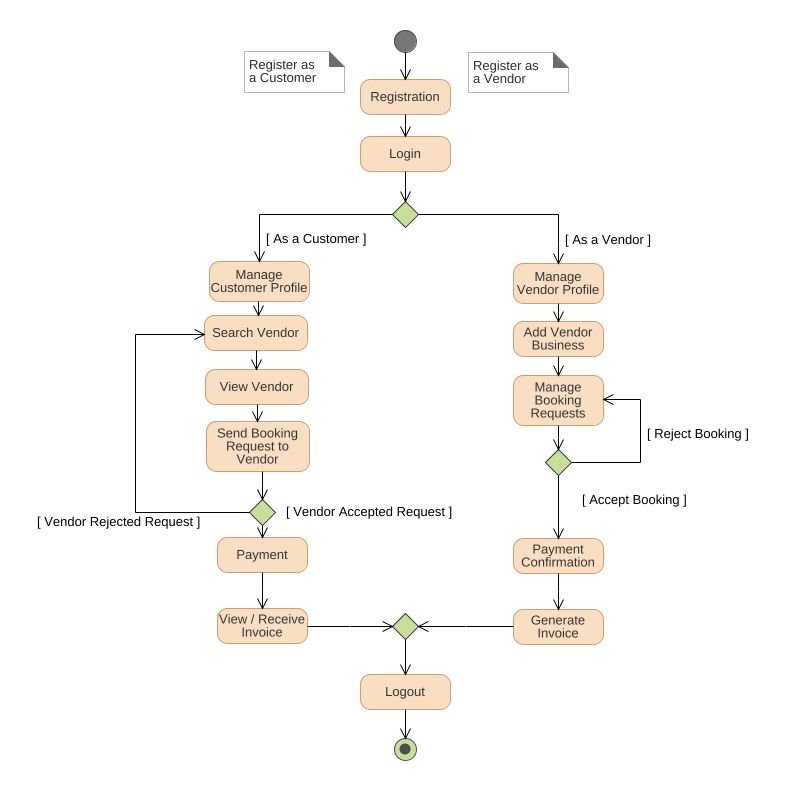 Register as
a Customer
Register as
a Vendor
Registration
Login
[ As a Customer ]
[ As a Vendor ]
Manage
Customer Profile
Manage
Vendor Profile
Search Vendor
Add Vendor
Business
View Vendor
Manage
Booking
Requests
Send Booking
Request to
Vendor
[ Reject Booking ]
[ Vendor Rejected Request ]
[ Vendor Accepted Request ]
[ Accept Booking ]
Payment
Payment
Confirmation
View / Receive
Invoice
Generate
Invoice
Logout